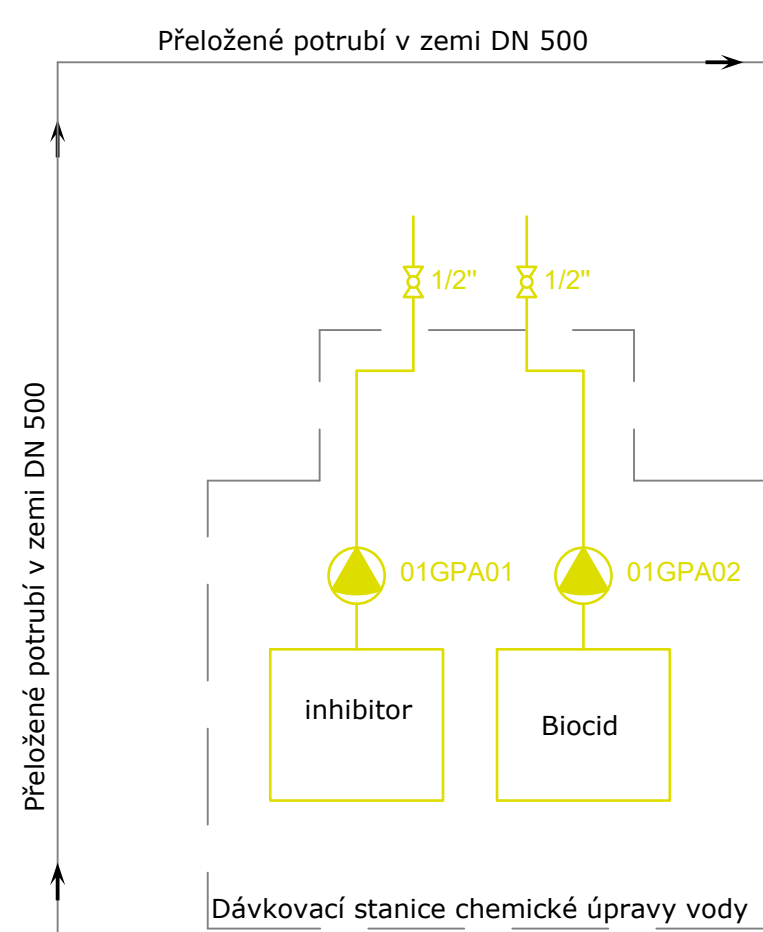 Přeložené potrubí v zemi DN 500
1/2"
1/2"
Přeložené potrubí v zemi DN 500
01GPA01
01GPA02
inhibitor
Biocid
Dávkovací stanice chemické úpravy vody